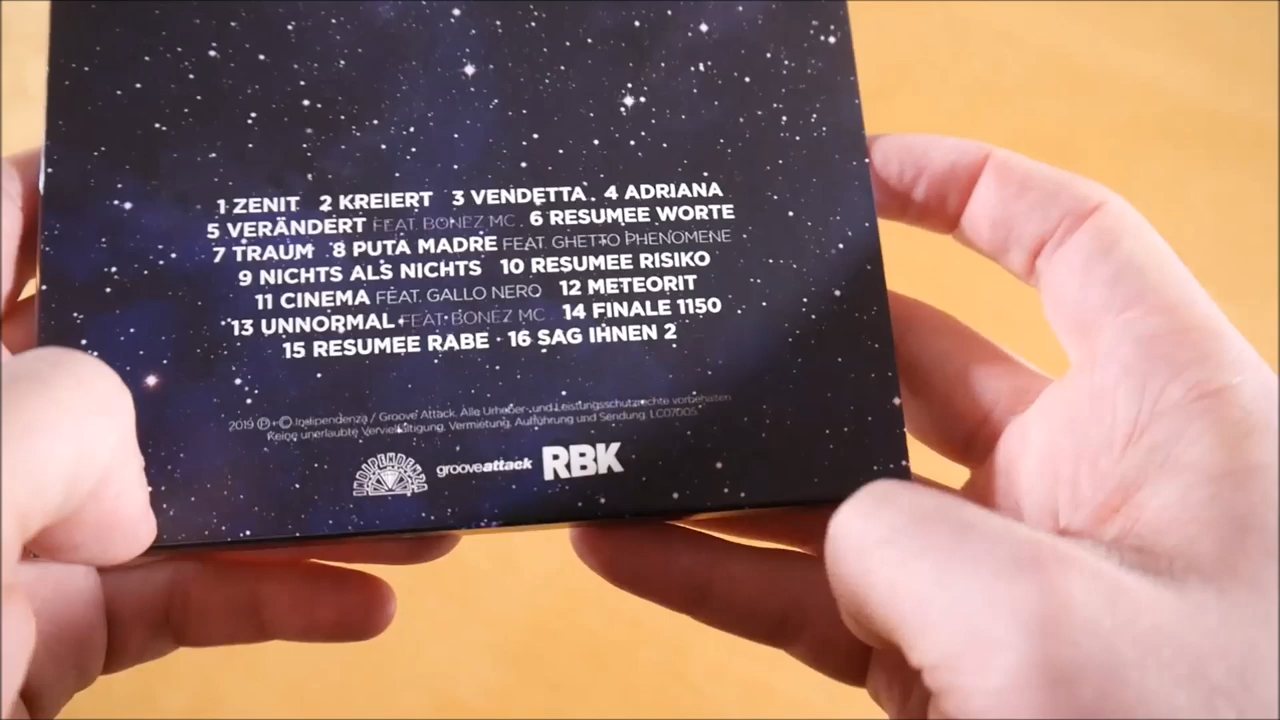 1 ZENIT 2 KREIERT 3 VENDETTA 4 ADRIANA
5 VERÄNDERT FEAT. BONEZ MC 6 RESUMEE WORTE
7 TRAUM 8 PUTA MADRE FEAT. GHETTO PHENOMENE
9 NICHTS ALS NICHTS 10 RESUMEE RISIKO
11 CINEMA FEAT. GALLO NERO 12 METEORIT
13 UNNORMAL FEAT. BONEZ MC 14 FINALE 1150
15 RESUMEE RABE · 16 SAG IHNEN 2
2019 Ⓟ+© Indipendenza / Groove Attack. Alle Urheber- und Leistungsschutzrechte vorbehalten
Keine unerlaubte Vervielfältigung, Vermietung, Aufführung und Sendung. LC07005
INDIPENDENZA
grooveattack
RBK